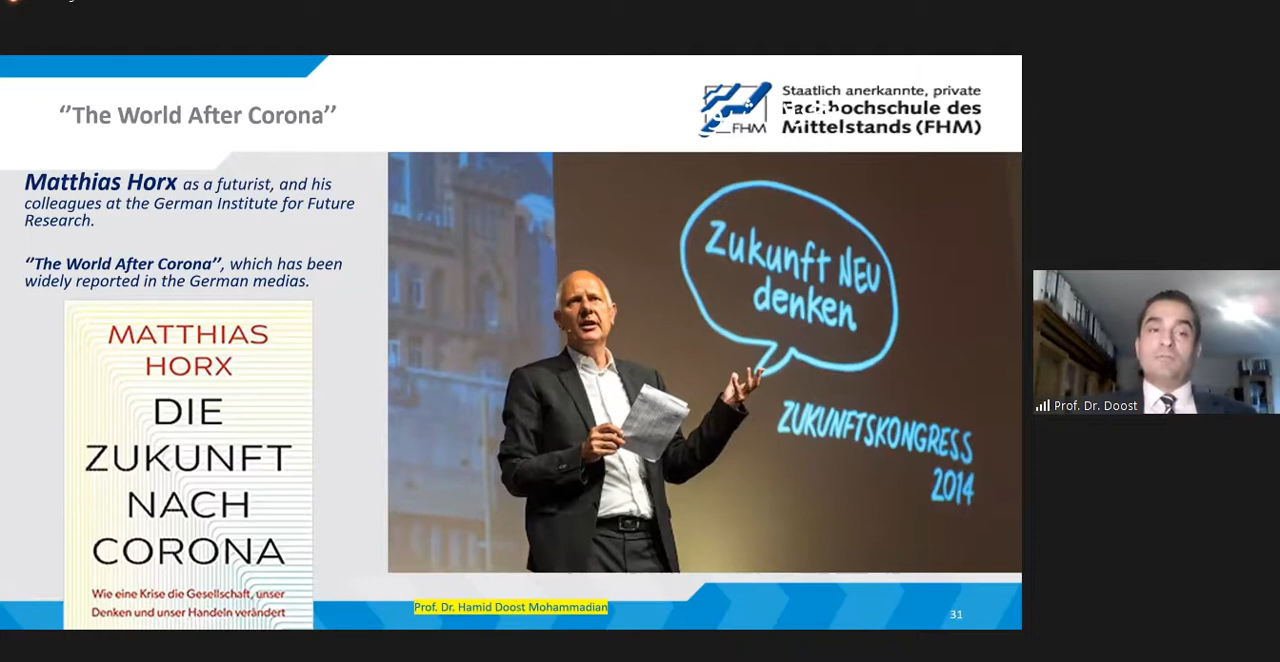 ‘’The World After Corona’’
Staatlich anerkannte, private
Fachhochschule des
Mittelstands (FHM)
FHM
Matthias Horx as a futurist, and his
colleagues at the German Institute for Future
Research.
‘’The World After Corona’’, which has been
widely reported in the German medias.
MATTHIAS
HORX
DIE
ZUKUNFT
NACH
CORONA
Wie eine Krise die Gesellschaft, unser
Denken und unser Handeln verändert
Zukunft NEU
denken
ZUKUNFTSKONGRESS
2014
Prof. Dr. Hamid Doost Mohammadian
31
Prof. Dr. Doost